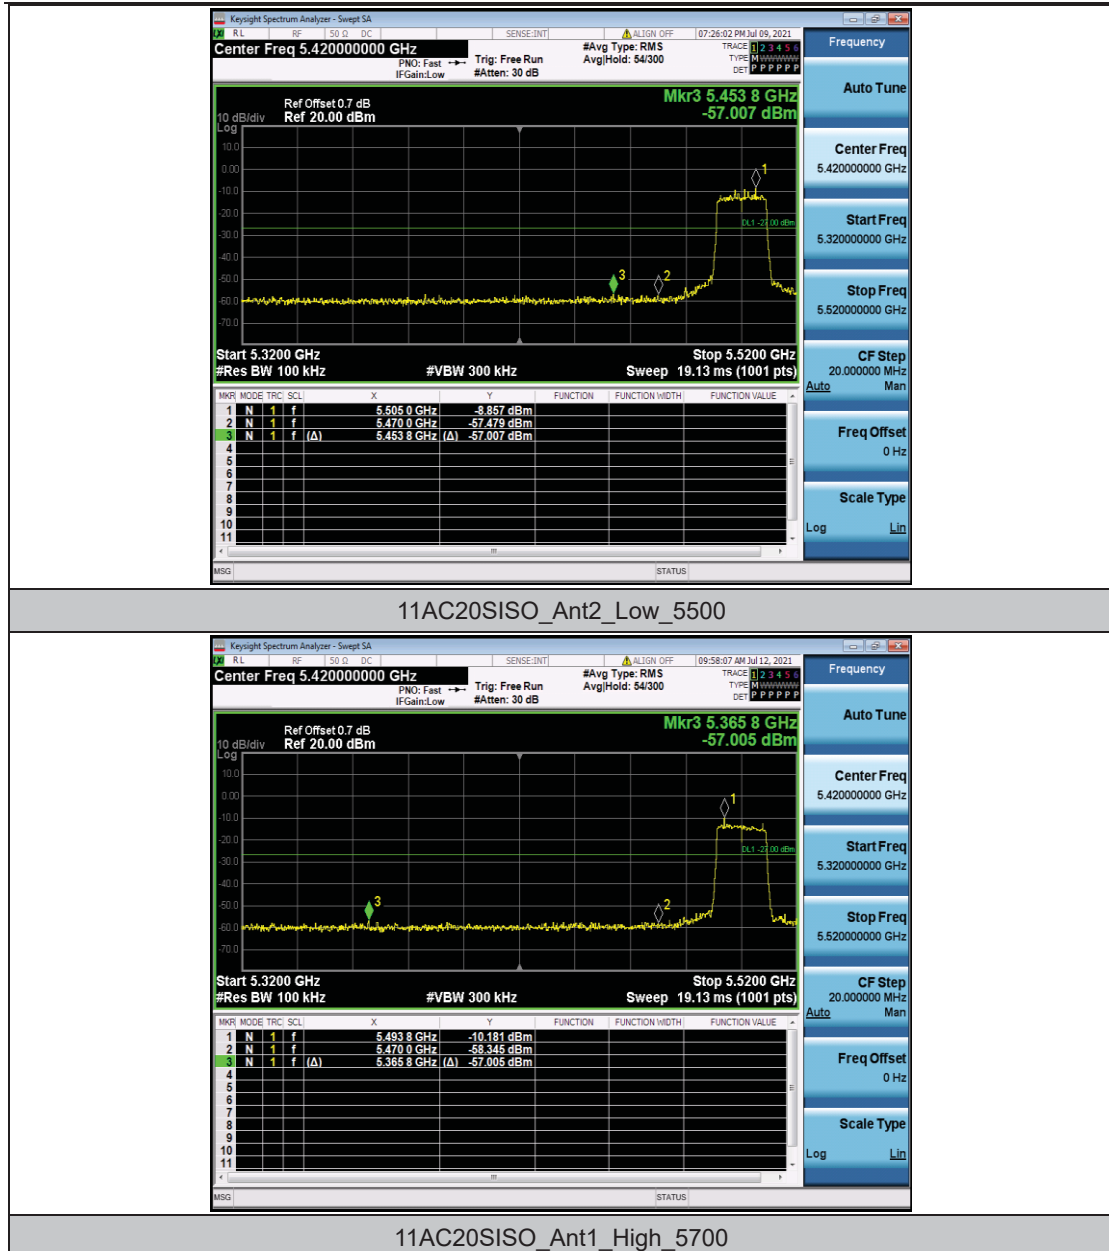 Keysight Spectrum Analyzer - Swept SA
LXI RL RF 50 Ω DC SENSE:INT ALIGN OFF 07:26:02 PM Jul 09, 2021
Center Freq 5.420000000 GHz
PNO: Fast
IFGain:Low
Trig: Free Run
#Atten: 30 dB
#Avg Type: RMS
Avg|Hold: 54/300
TRACE 1 2 3 4 5 6
TYPE M WWWWW
DET P P P P P P
Mkr3 5.453 8 GHz
-57.007 dBm
Ref Offset 0.7 dB
10 dB/div Ref 20.00 dBm
Log
10.0
0.00
-10.0
-20.0
-30.0
-40.0
-50.0
-60.0
-70.0
1
DL1 -27.00 dBm
3
2
Start 5.3200 GHz Stop 5.5200 GHz
#Res BW 100 kHz #VBW 300 kHz Sweep 19.13 ms (1001 pts)
MKR MODE TRC SCL X Y FUNCTION FUNCTION WIDTH FUNCTION VALUE
1 N 1 f 5.505 0 GHz -8.857 dBm
2 N 1 f 5.470 0 GHz -57.479 dBm
3 N 1 f (Δ) 5.453 8 GHz (Δ) -57.007 dBm
4
5
6
7
8
9
10
11
MSG STATUS
Frequency
Auto Tune
Center Freq
5.420000000 GHz
Start Freq
5.320000000 GHz
Stop Freq
5.520000000 GHz
CF Step
20.000000 MHz
Auto Man
Freq Offset
0 Hz
Scale Type
Log Lin
11AC20SISO_Ant2_Low_5500
Keysight Spectrum Analyzer - Swept SA
LXI RL RF 50 Ω DC SENSE:INT ALIGN OFF 09:58:07 AM Jul 12, 2021
Center Freq 5.420000000 GHz
PNO: Fast
IFGain:Low
Trig: Free Run
#Atten: 30 dB
#Avg Type: RMS
Avg|Hold: 54/300
TRACE 1 2 3 4 5 6
TYPE M WWWWW
DET P P P P P P
Mkr3 5.365 8 GHz
-57.005 dBm
Ref Offset 0.7 dB
10 dB/div Ref 20.00 dBm
Log
10.0
0.00
-10.0
-20.0
-30.0
-40.0
-50.0
-60.0
-70.0
1
DL1 -27.00 dBm
3
2
Start 5.3200 GHz Stop 5.5200 GHz
#Res BW 100 kHz #VBW 300 kHz Sweep 19.13 ms (1001 pts)
MKR MODE TRC SCL X Y FUNCTION FUNCTION WIDTH FUNCTION VALUE
1 N 1 f 5.493 8 GHz -10.181 dBm
2 N 1 f 5.470 0 GHz -58.345 dBm
3 N 1 f (Δ) 5.365 8 GHz (Δ) -57.005 dBm
4
5
6
7
8
9
10
11
MSG STATUS
Frequency
Auto Tune
Center Freq
5.420000000 GHz
Start Freq
5.320000000 GHz
Stop Freq
5.520000000 GHz
CF Step
20.000000 MHz
Auto Man
Freq Offset
0 Hz
Scale Type
Log Lin
11AC20SISO_Ant1_High_5700